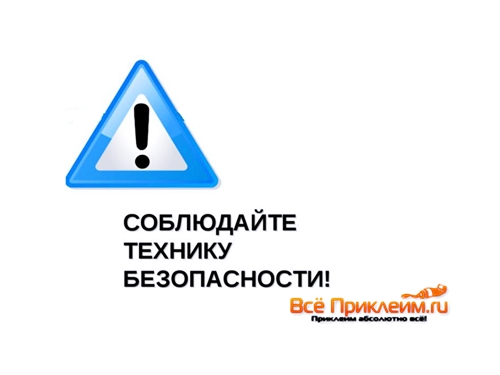 СОБЛЮДАЙТЕ
ТЕХНИКУ
БЕЗОПАСНОСТИ!
Всё Приклеим.ru
Приклеим абсолютно всё!